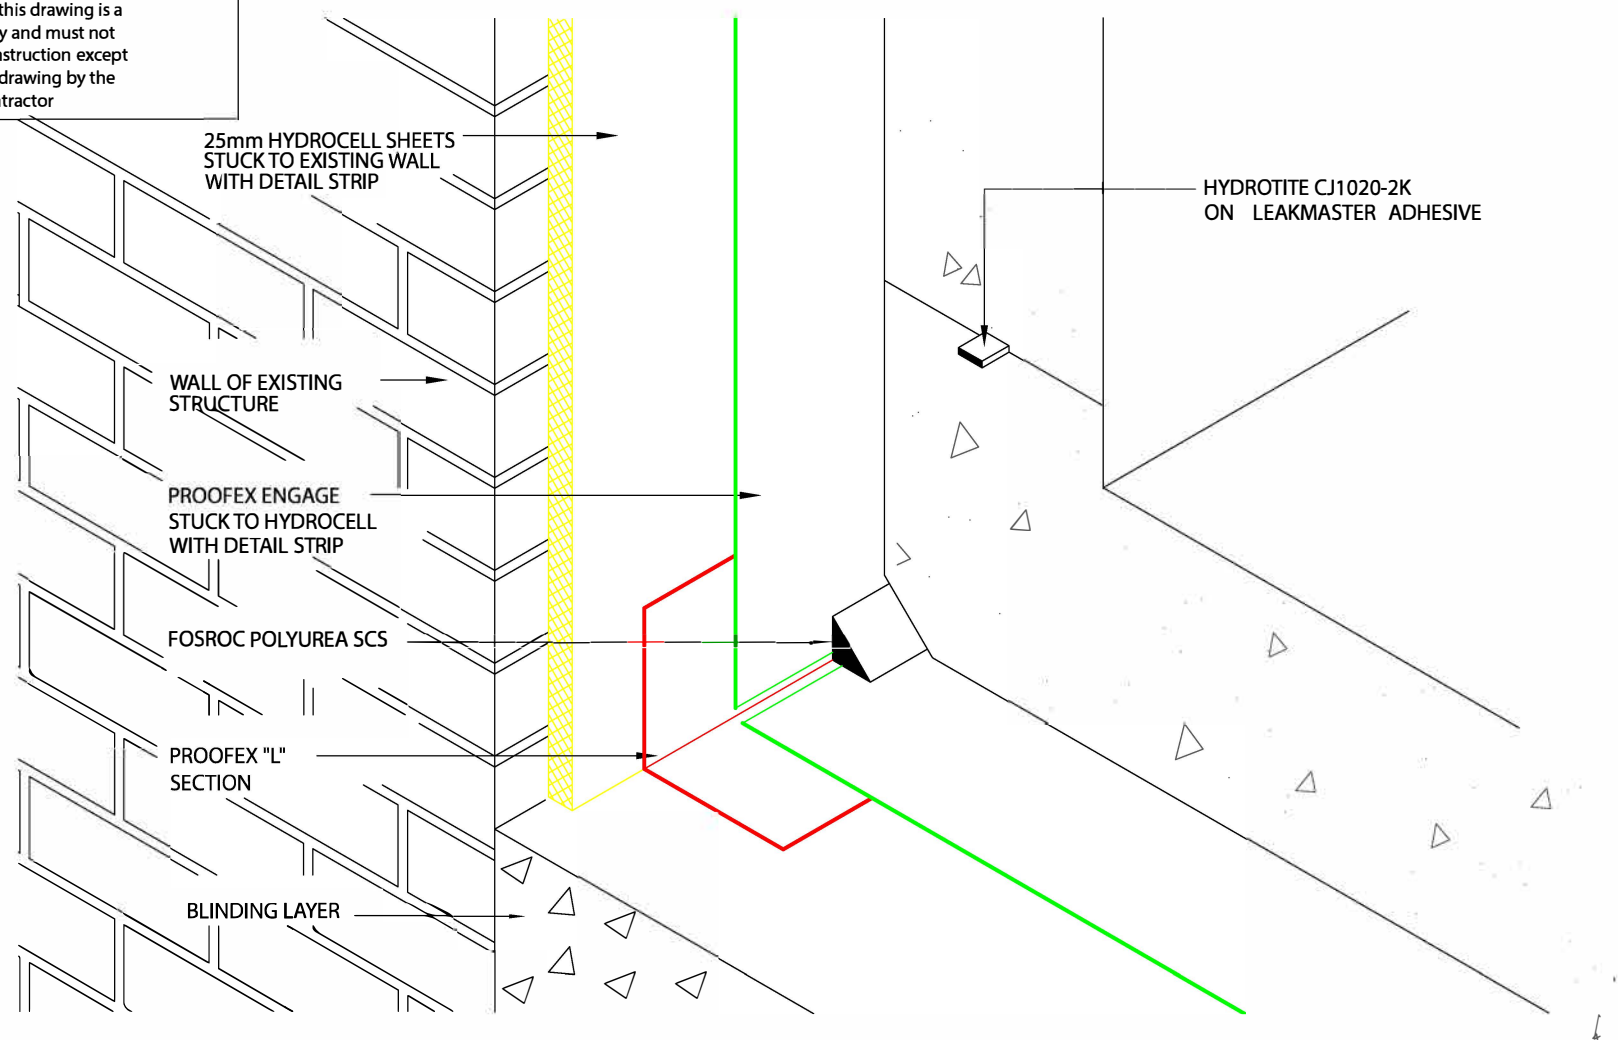 this drawing is a
and must not
except
drawing by the
25mm HYDROCELL SHEETS
STUCK TO EXISTING WALL
WITH DETAIL STRIP
HYDROTITE CJ1020-2K
ON LEAKMASTER ADHESIVE
WALL OF EXISTING
STRUCTURE
PROOFEX ENGAGE
STUCK TO HYDROCELL
WITH DETAIL STRIP
FOSROC POLYUREA SCS
PROOFEX "L"
SECTION
BLINDING LAYER